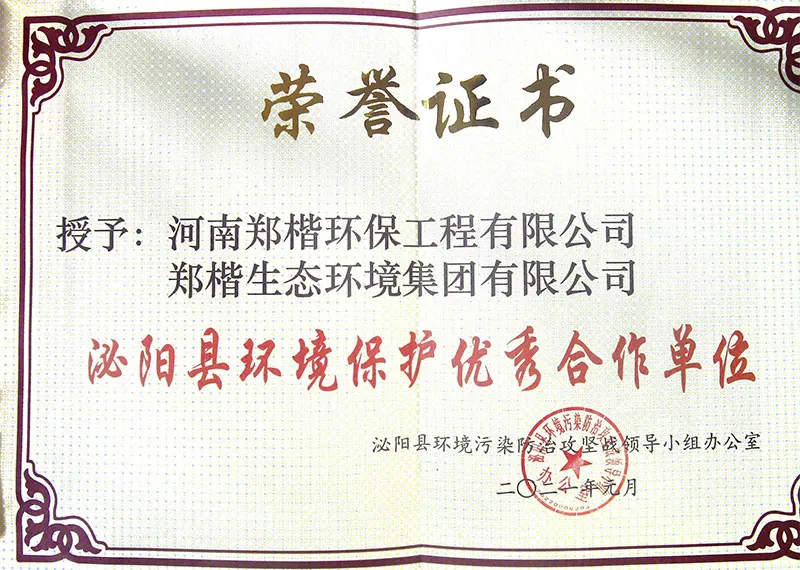 荣誉证书
授予：河南郑楷环保工程有限公司
郑楷生态环境集团有限公司
泌阳县环境保护优秀合作单位
泌阳县环境污染防治攻坚战领导小组办公室
二〇二一年元月
办公室